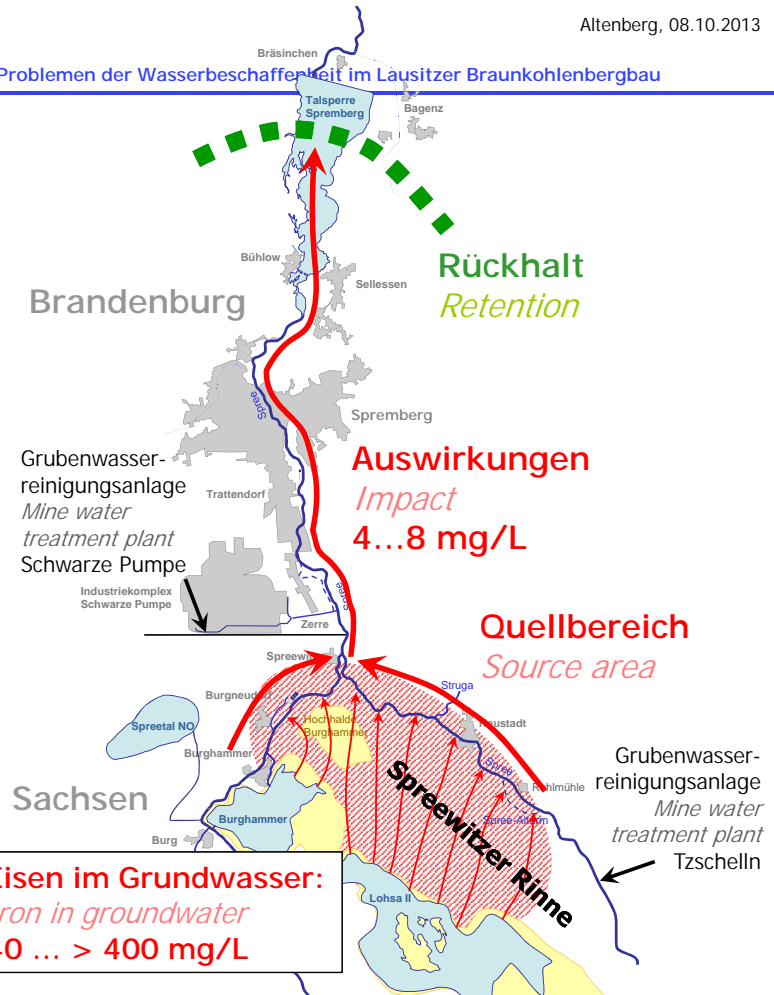 Altenberg, 08.10.2013
Problemen der Wasserbeschaffenheit im Lausitzer Braunkohlenbergbau
Bräsinchen
Talsperre
Spremberg
Bagenz
Rückhalt
Retention
Bühlow
Sellessen
Brandenburg
Spree
Spremberg
Auswirkungen
Impact
4...8 mg/L
Grubenwasser-
reinigungsanlage
Mine water
treatment plant
Schwarze Pumpe
Trattendorf
Industriekomplex
Schwarze Pumpe
Spree
Zerre
Quellbereich
Source area
Struga
Burgneudorf
Hochhalde
Burghammer
Neustadt
Spreetal NO
Burghammer
Spree
Spreewitzer Rinne
Grubenwasser-
reinigungsanlage
Mine water
treatment plant
Tzschelln
Sachsen
Burghammer
Burg
Lohsa II
Eisen im Grundwasser:
ron in groundwater
40 ... > 400 mg/L